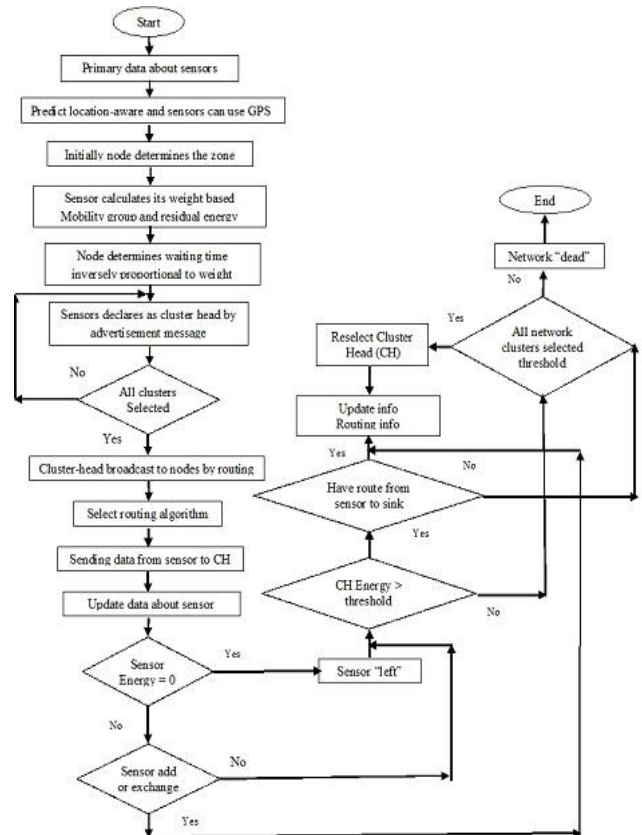 Start
Primary data about sensors
Predict location-aware and sensors can use GPS
Initially node determines the zone
Sensor calculates its weight based
Mobility group and residual energy
Node determines waiting time
inversely proportional to weight
Sensors declares as cluster head by
advertisement message
No
All clusters
Selected
Yes
Cluster-head broadcast to nodes by routing
Select routing algorithm
Sending data from sensor to CH
Update data about sensor
Sensor
Energy = 0
Yes
No
Sensor add
or exchange
No
Yes
End
Network "dead"
No
Yes
All network
clusters selected
threshold
Reselect Cluster
Head (CH)
Update info
Routing info
Yes
No
Have route from
sensor to sink
Yes
CH Energy >
threshold
No
Sensor "left"